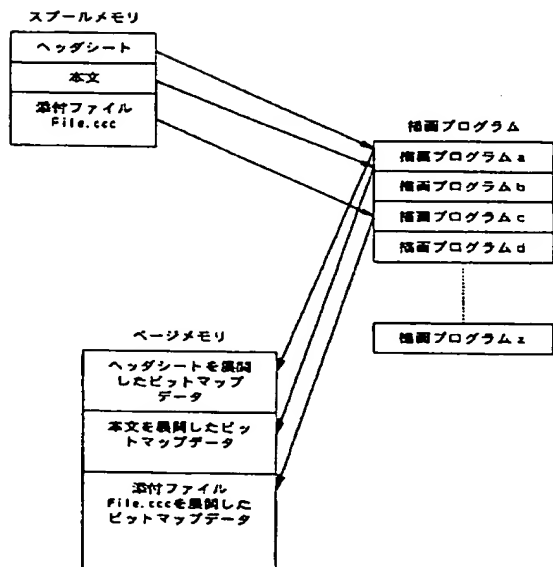 スプールメモリ
ヘッダシート
本文
添付ファイル
File.ccc
描画プログラム
描画プログラムa
描画プログラムb
描画プログラムc
描画プログラムd
描画プログラムz
ページメモリ
ヘッダシートを展開
したビットマップ
データ
本文を展開したビッ
トマップデータ
添付ファイル
File.cccを展開した
ビットマップデータ